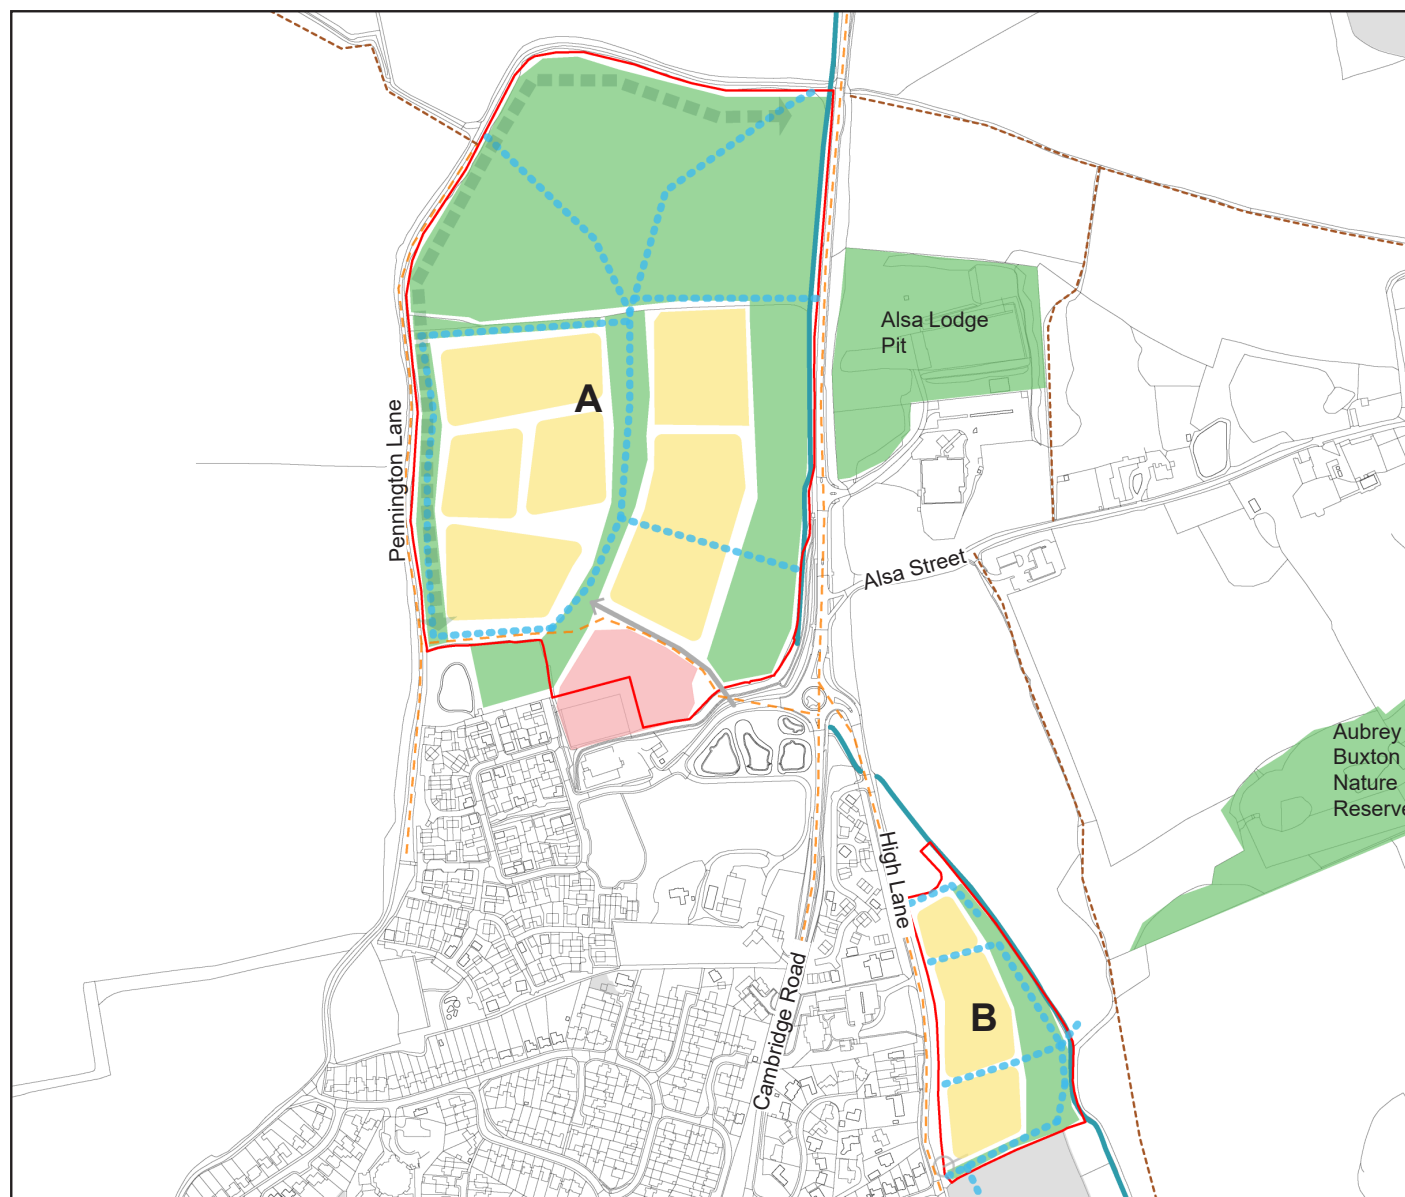 Alsa Lodge
Pit
A
Pennington Lane
Alsa Street
Aubrey
Buxton
Nature
Reserve
High Lane
Cambridge Road
B